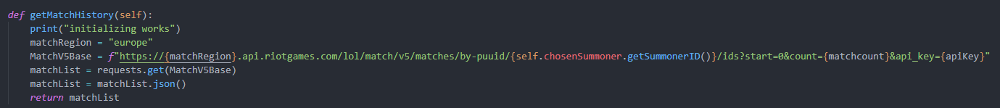 def getMatchHistory(self):
    print("initializing works")
    matchRegion = "europe"
    MatchV5Base = f"https://{matchRegion}.api.riotgames.com/lol/match/v5/matches/by-puuid/{self.chosenSummoner.getSummonerID()}/ids?start=0&count={matchcount}&api_key={apiKey}"
    matchList = requests.get(MatchV5Base)
    matchList = matchList.json()
    return matchList